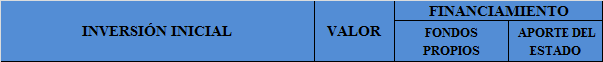 INVERSIÓN INICIAL
VALOR
FINANCIAMIENTO
FONDOS
PROPIOS
APORTE DEL
ESTADO